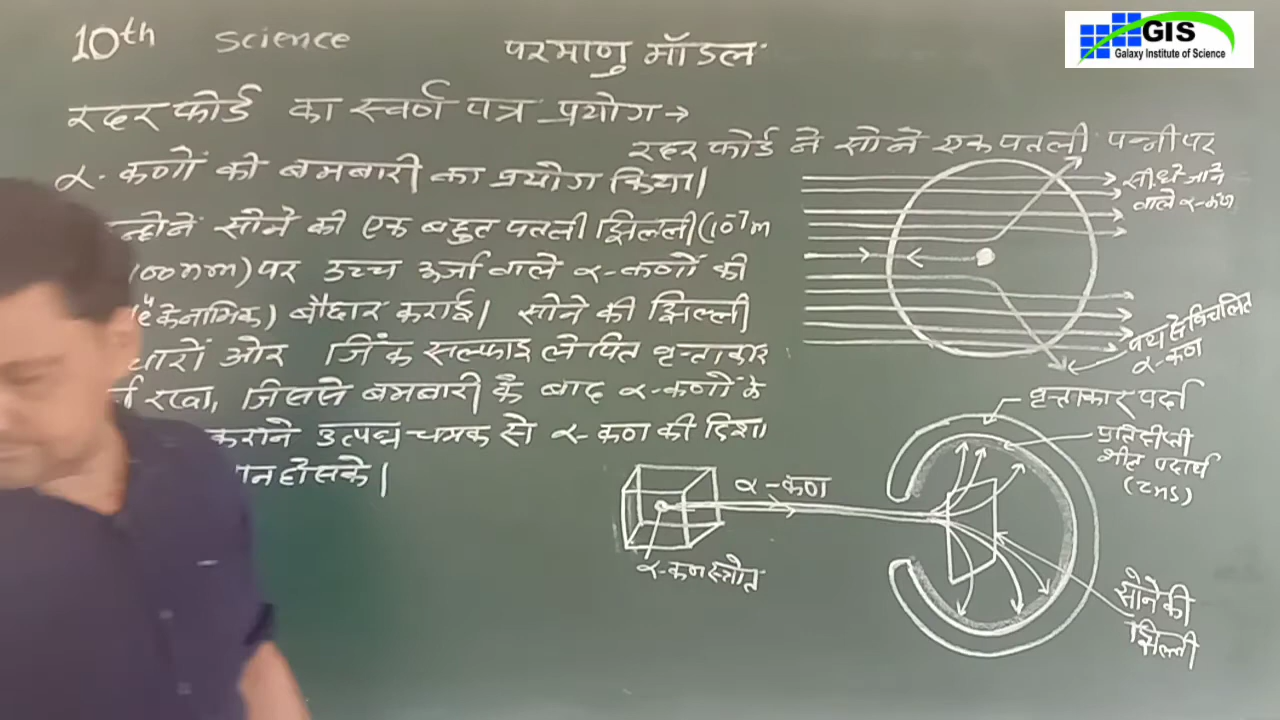 10th Science
परमाणु मॉडल
GIS
Galaxy Institute of Science
रदरफोर्ड का स्वर्ण पत्र प्रयोग →
रदरफोर्ड ने सोने एक पतली पन्नी पर
α- कणों की बमबारी का प्रयोग किया।
न्होने सोने की एक बहुत पतली झिल्ली (10⁻⁷m
100nm) पर उच्च ऊर्जा वाले α-कणों की
बौछार कराई। सोने की झिल्ली
चारों ओर जिंक सल्फाइड लेपित वृत्ताकार
रखा, जिससे बमबारी के बाद α-कणों के
कराने उत्पन्न चमक से α-कण की दिशा
होसके।
सीधे जाने
वाले α-कण
पथ से विचलित
α-कण
वृत्ताकार पर्दा
प्रतिदीप्ती
शील पदार्थ
(ZnS)
α-कण
α-कण स्त्रोत
सोने की
झिल्ली